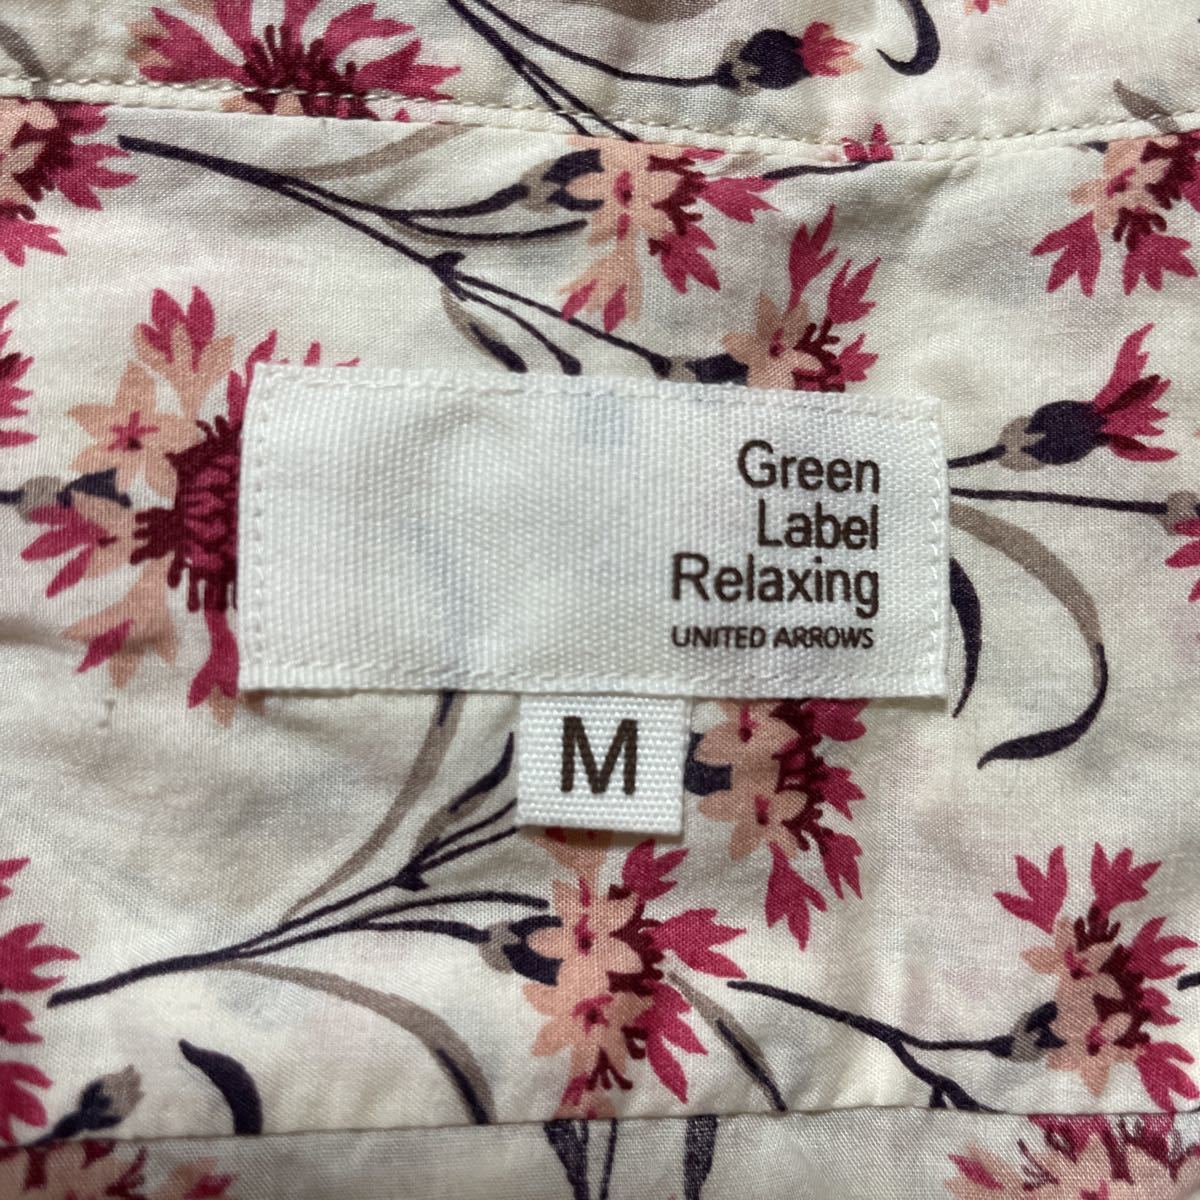 Green
Label
Relaxing
UNITED ARROWS
M